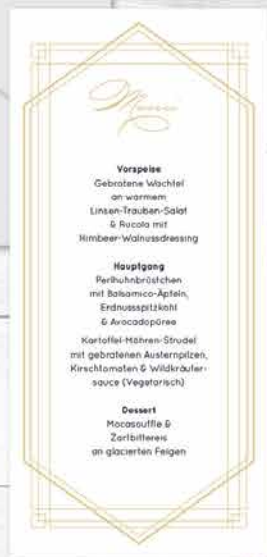 Menü
Vorspeise
Gebratene Wachtel
an warmem
Linsen-Trauben-Salat
& Rucola mit
Himbeer-Walnussdressing
Hauptgang
Perlhuhnbrüstchen
mit Balsamico-Äpfeln,
Erdnussspitzkohl
& Avocadopüree
Kartoffel-Möhren-Strudel
mit gebratenen Austernpilzen,
Kirschtomaten & Wildkräuter-
sauce (Vegetarisch)
Dessert
Mocasouffle &
Zartbittereis
an glacierten Feigen